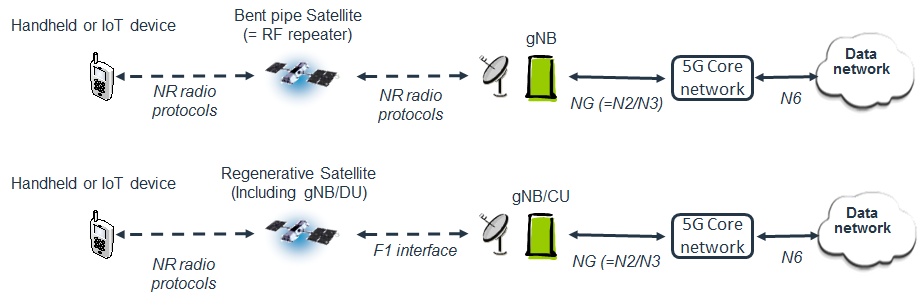 Handheld or IoT device
Bent pipe Satellite
(= RF repeater)
gNB
NR radio
protocols
NR radio
protocols
NG (=N2/N3)
5G Core
network
N6
Data
network
Handheld or IoT device
Regenerative Satellite
(Including gNB/DU)
gNB/CU
NR radio
protocols
F1 interface
NG (=N2/N3
5G Core
network
N6
Data
network